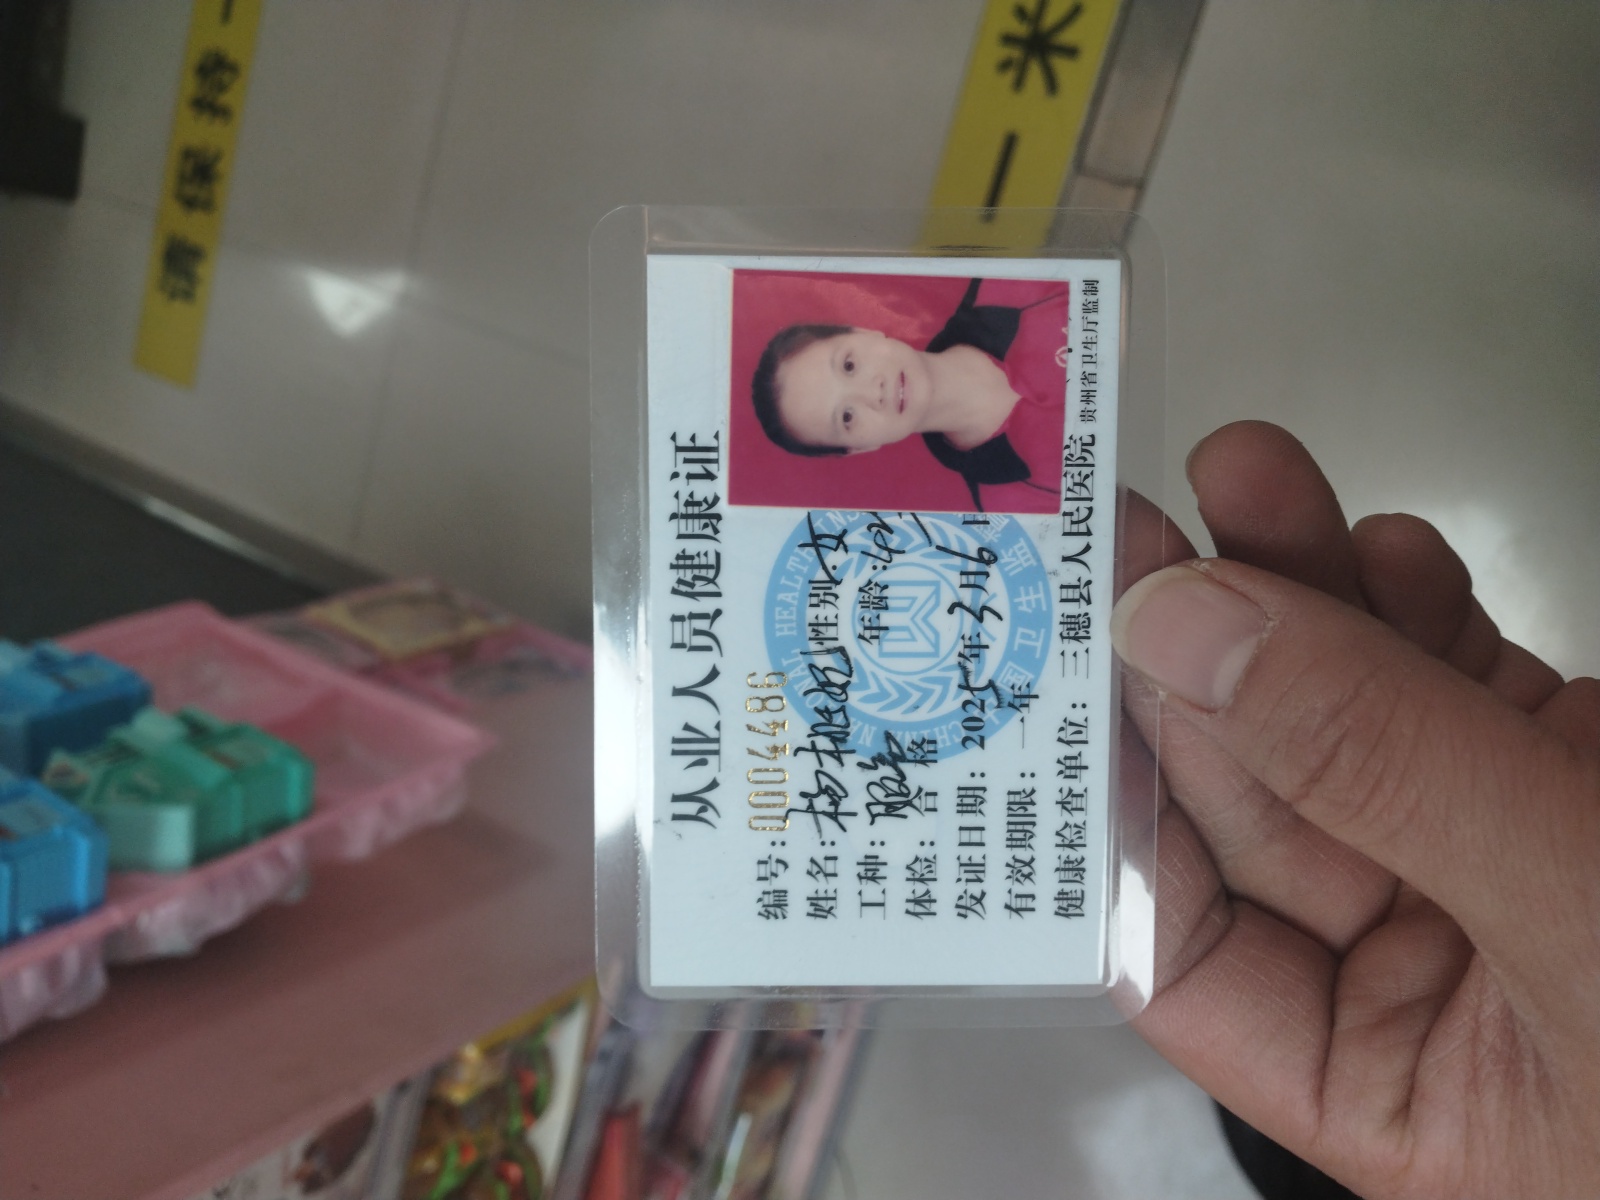 从业人员健康证
编号:0004486
姓名:杨桃妃 性别:女
工种:服务 年龄:42
体检:合格
发证日期:2025年3月6日
有效期限:一年
健康检查单位:三穗县人民医院 贵州省卫生厅监制
请保持一
一米